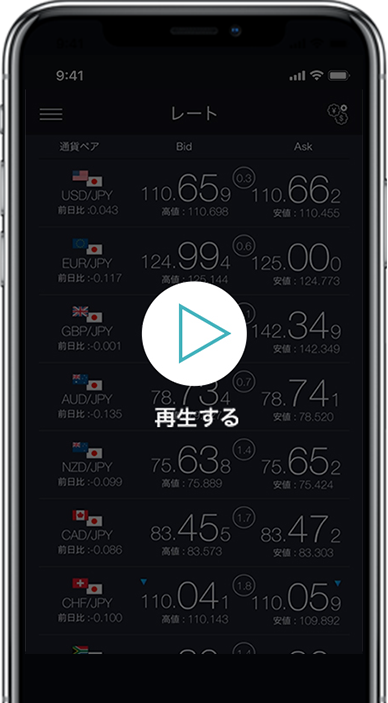 9:41
レート
通貨ペア Bid Ask
USD/JPY 110.659 0.3 110.662
前日比:-0.043 高値:110.698 安値:110.455
EUR/JPY 124.994 0.6 125.000
前日比:-0.117 高値:125.144 安値:124.773
GBP/JPY 142.349
前日比:-0.001 安値:142.349
AUD/JPY 78.734 0.7 78.741
前日比:-0.135 安値:78.520
再生する
NZD/JPY 75.638 1.4 75.652
前日比:-0.099 高値:75.889 安値:75.424
CAD/JPY 83.455 1.7 83.472
前日比:-0.086 高値:83.573 安値:83.303
CHF/JPY 110.041 1.8 110.059
前日比:-0.100 高値:110.143 安値:109.892